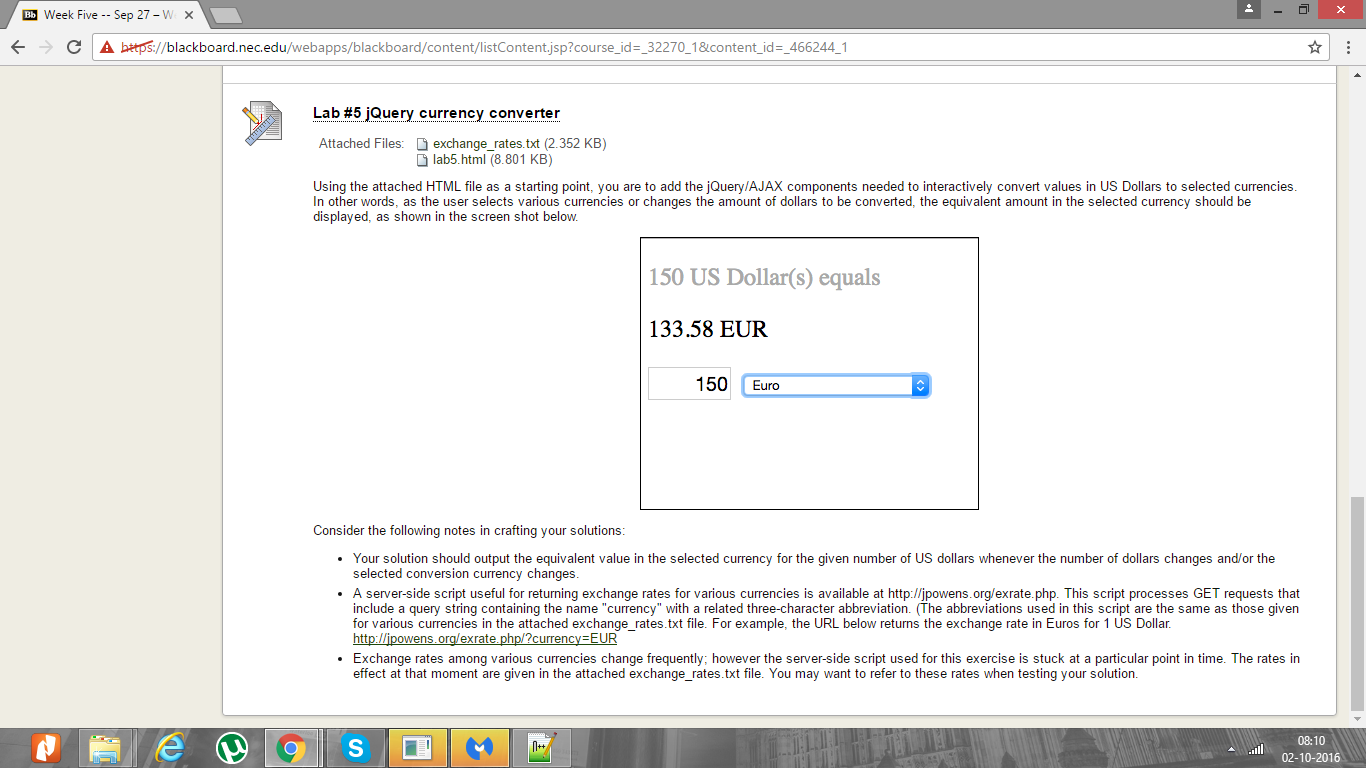 Week Five -- Sep 27 – W
https://blackboard.nec.edu/webapps/blackboard/content/listContent.jsp?course_id=_32270_1&content_id=_466244_1
Lab #5 jQuery currency converter
Attached Files: exchange_rates.txt (2.352 KB)
lab5.html (8.801 KB)
Using the attached HTML file as a starting point, you are to add the jQuery/AJAX components needed to interactively convert values in US Dollars to selected currencies.
In other words, as the user selects various currencies or changes the amount of dollars to be converted, the equivalent amount in the selected currency should be
displayed, as shown in the screen shot below.
150 US Dollar(s) equals
133.58 EUR
150 Euro
Consider the following notes in crafting your solutions:
• Your solution should output the equivalent value in the selected currency for the given number of US dollars whenever the number of dollars changes and/or the
selected conversion currency changes.
• A server-side script useful for returning exchange rates for various currencies is available at http://jpowens.org/exrate.php. This script processes GET requests that
include a query string containing the name "currency" with a related three-character abbreviation. (The abbreviations used in this script are the same as those given
for various currencies in the attached exchange_rates.txt file. For example, the URL below returns the exchange rate in Euros for 1 US Dollar.
http://jpowens.org/exrate.php/?currency=EUR
• Exchange rates among various currencies change frequently; however the server-side script used for this exercise is stuck at a particular point in time. The rates in
effect at that moment are given in the attached exchange_rates.txt file. You may want to refer to these rates when testing your solution.
08:10
02-10-2016